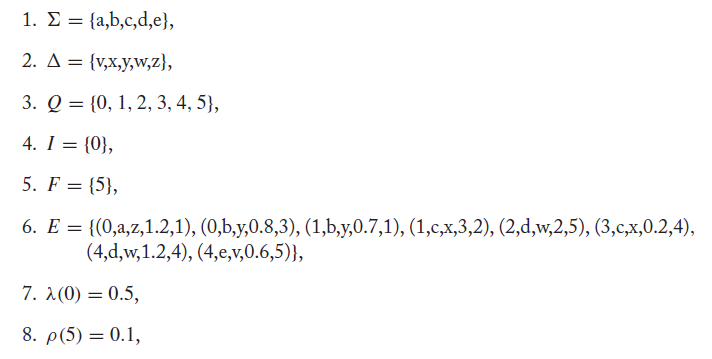 1. Σ = {a,b,c,d,e},
2. Δ = {v,x,y,w,z},
3. Q = {0, 1, 2, 3, 4, 5},
4. I = {0},
5. F = {5},
6. E = {(0,a,z,1.2,1), (0,b,y,0.8,3), (1,b,y,0.7,1), (1,c,x,3,2), (2,d,w,2,5), (3,c,x,0.2,4),
(4,d,w,1.2,4), (4,e,v,0.6,5)},
7. λ(0) = 0.5,
8. ρ(5) = 0.1,